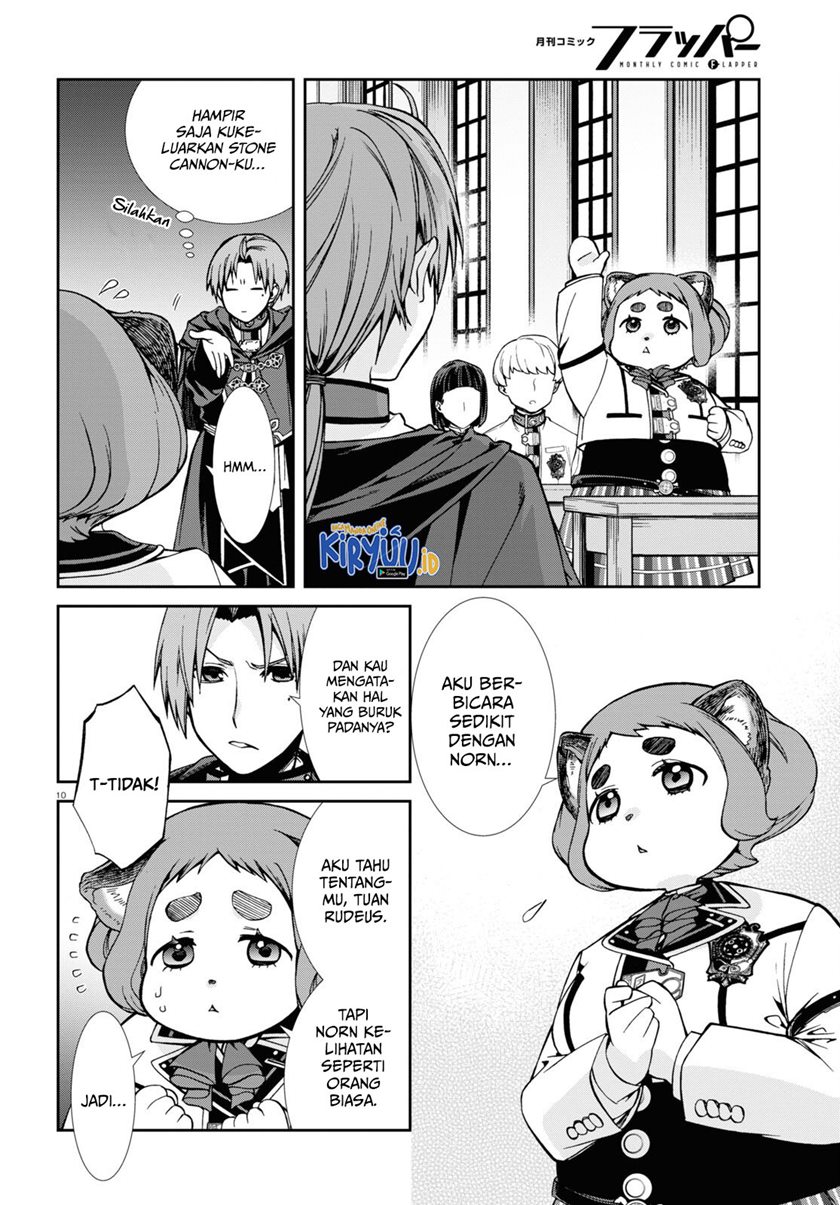 月刊コミック
フラッパー
MONTHLY COMIC FLAPPER
HAMPIR
SAJA KUKE-
LUARKAN STONE
CANNON-KU...
Silahkan
HMM...
KIRYUU.ID
Google Play
AKU BER-
BICARA
SEDIKIT
DENGAN
NORN...
DAN KAU
MENGATA-
KAN HAL
YANG BURUK
PADANYA?
T-TIDAK!
10
AKU TAHU
TENTANG-
MU, TUAN
RUDEUS.
TAPI
NORN KE-
LIHATAN
SEPERTI
ORANG
BIASA.
JADI...